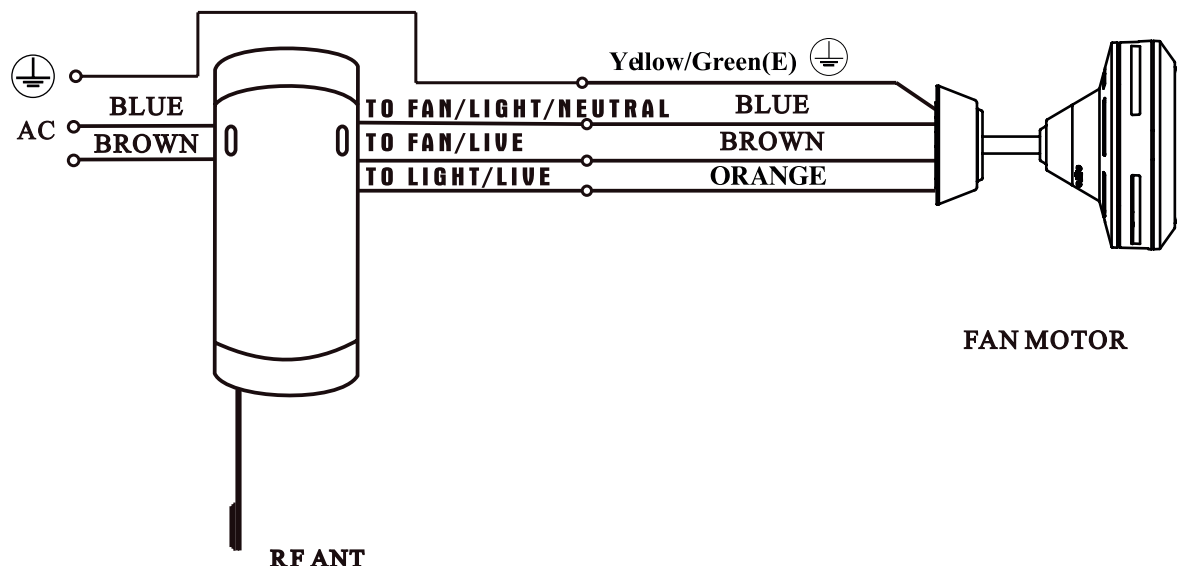 Yellow/Green(E)
BLUE
TO FAN/LIGHT/NEUTRAL
BLUE
AC
BROWN
TO FAN/LIVE
BROWN
TO LIGHT/LIVE
ORANGE
FAN MOTOR
RF ANT